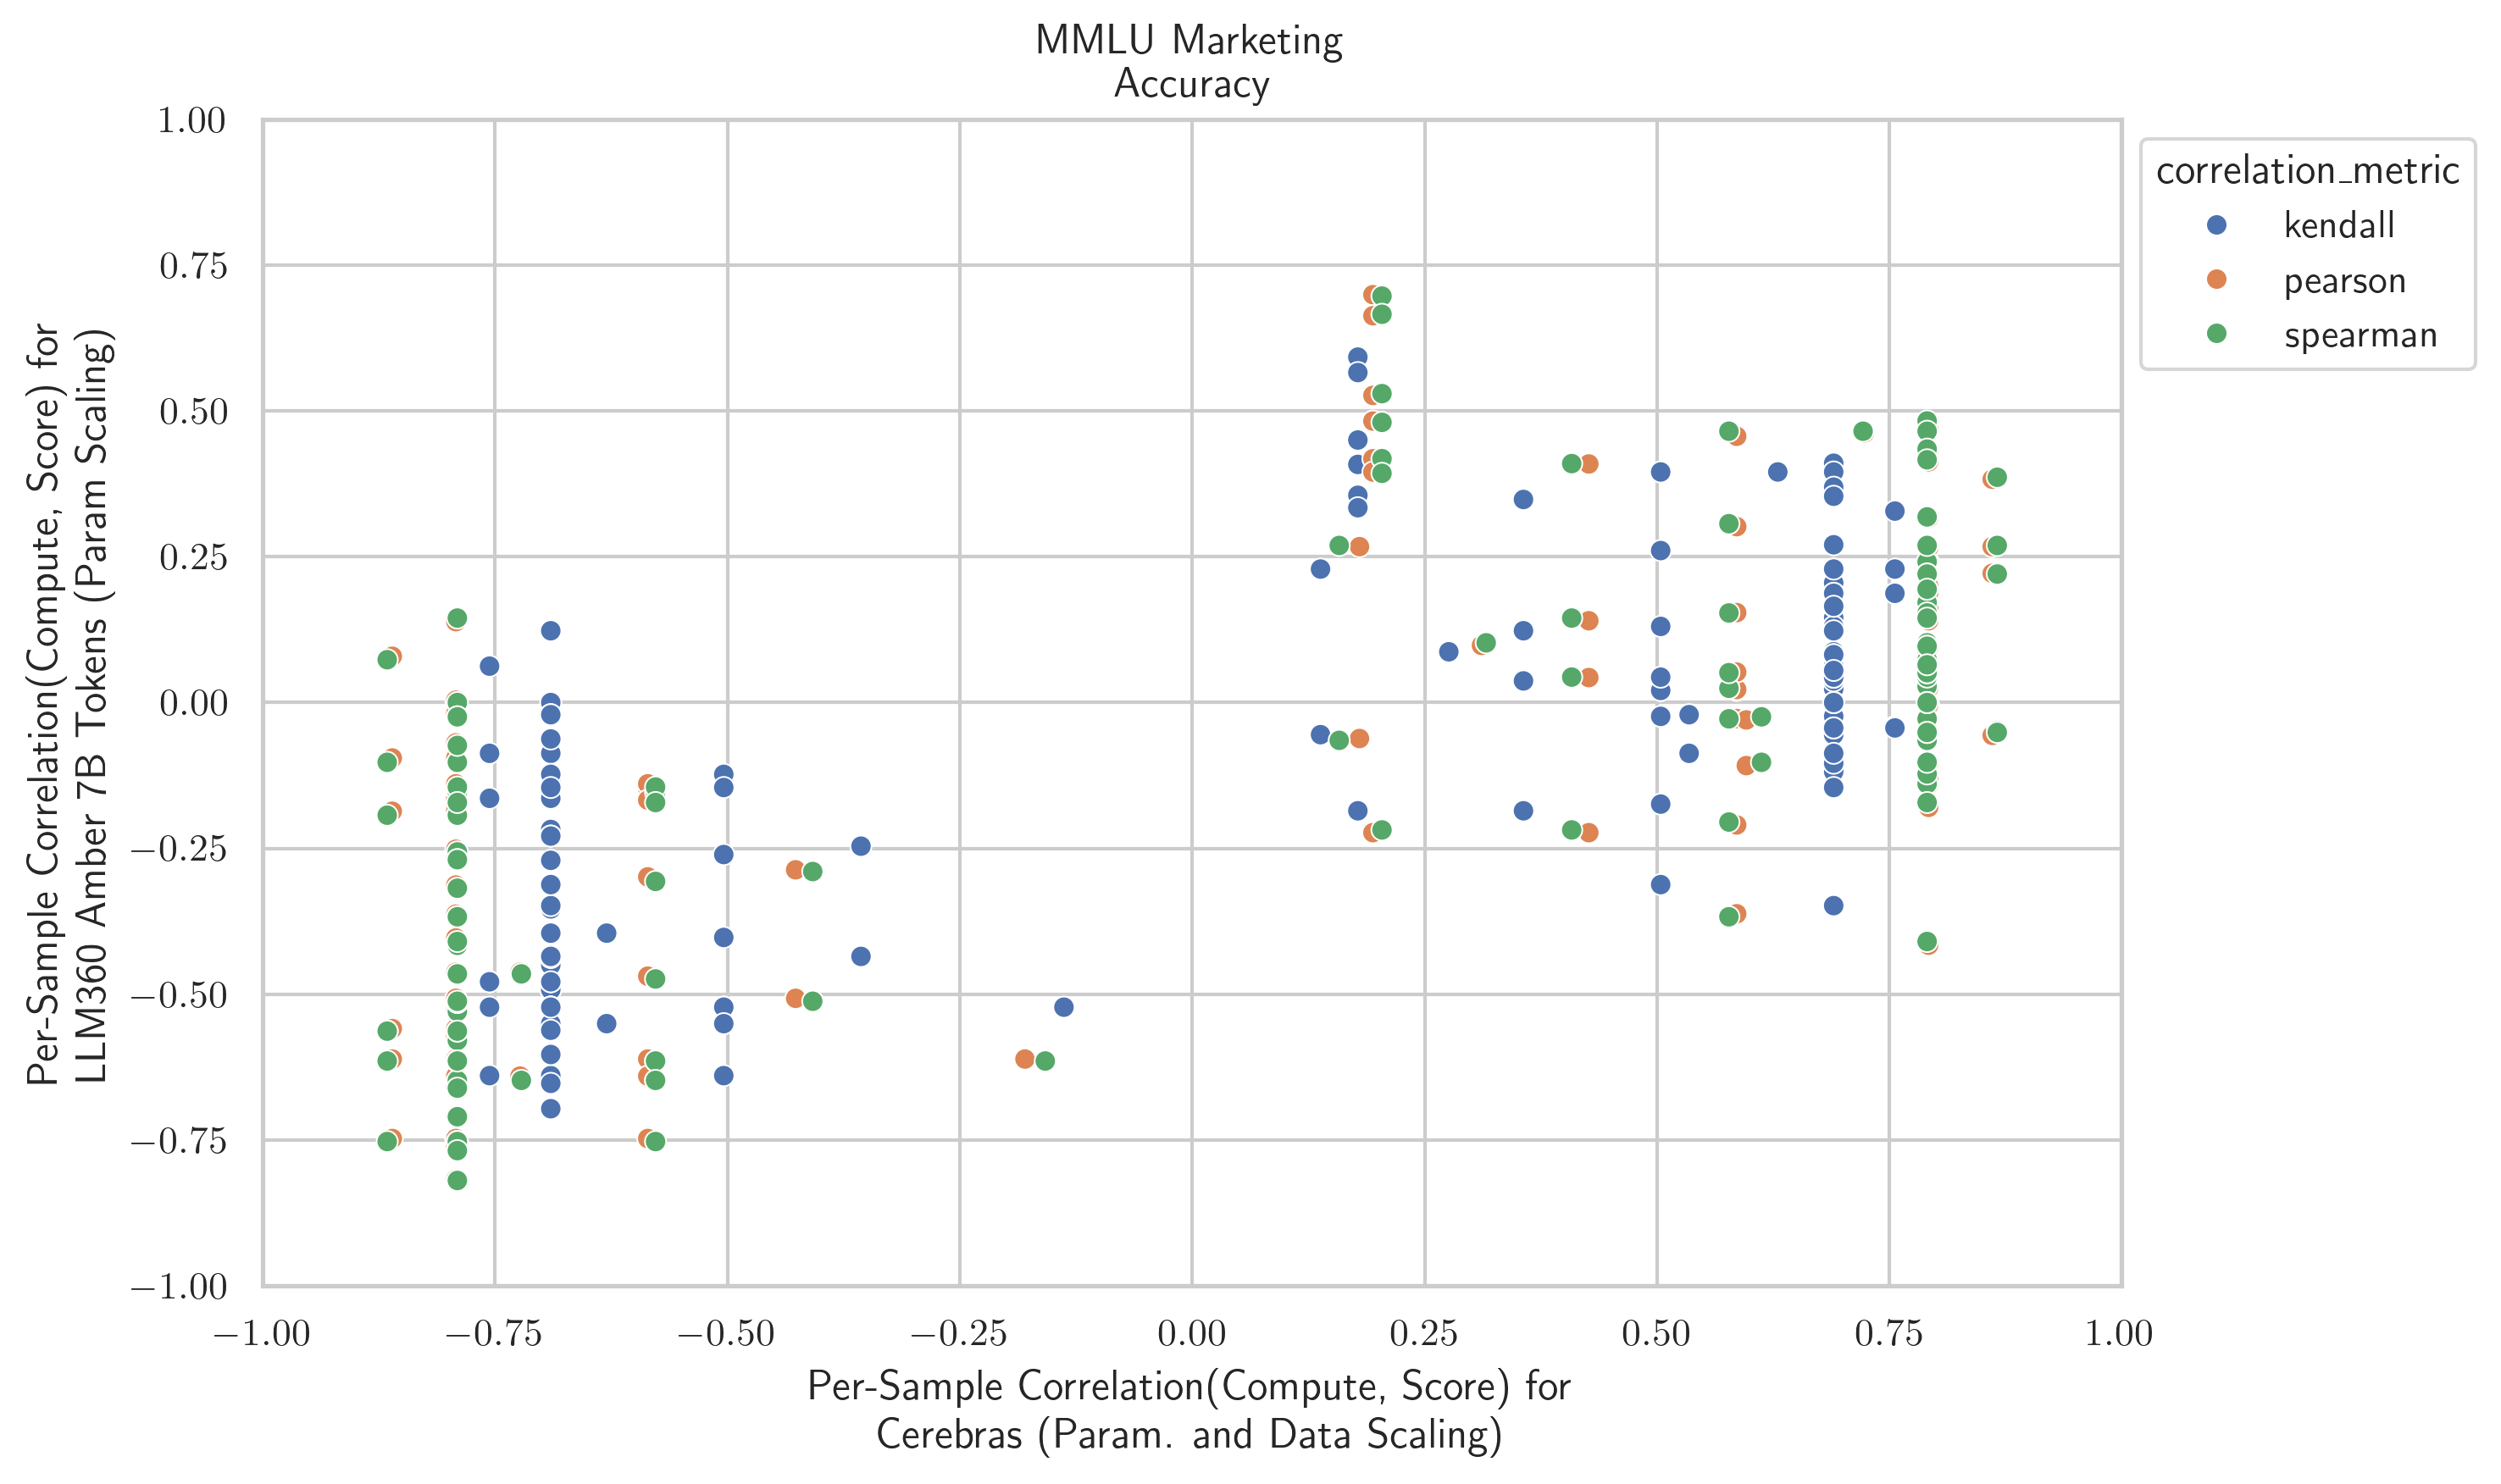 MMLU Marketing
Accuracy
Per-Sample Correlation(Compute, Score) for
LLM360 Amber 7B Tokens (Param Scaling)
1.00
0.75
0.50
0.25
0.00
−0.25
−0.50
−0.75
−1.00
−1.00 −0.75 −0.50 −0.25 0.00 0.25 0.50 0.75 1.00
Per-Sample Correlation(Compute, Score) for
Cerebras (Param. and Data Scaling)
correlation_metric
kendall
pearson
spearman